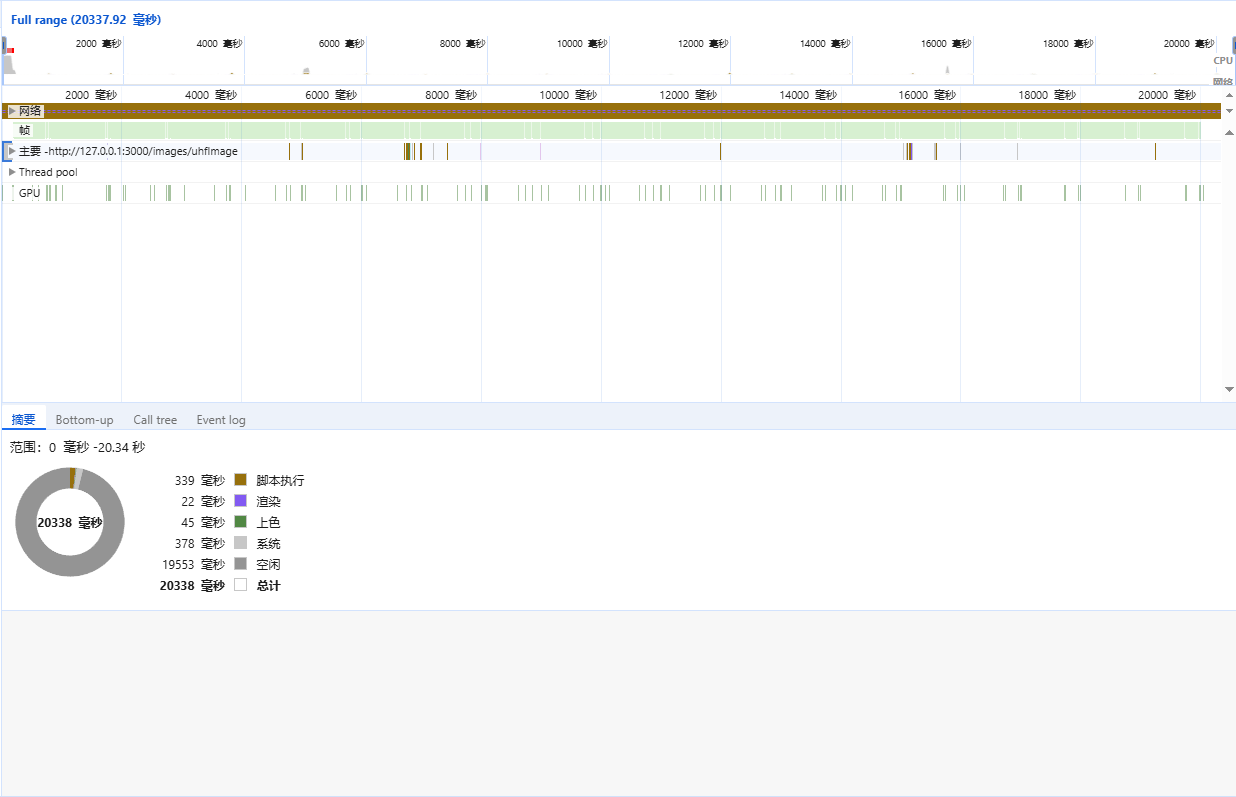 Full range (20337.92 毫秒)
2000 毫秒 4000 毫秒 6000 毫秒 8000 毫秒 10000 毫秒 12000 毫秒 14000 毫秒 16000 毫秒 18000 毫秒 20000 毫秒
CPU
网络
2000 毫秒 4000 毫秒 6000 毫秒 8000 毫秒 10000 毫秒 12000 毫秒 14000 毫秒 16000 毫秒 18000 毫秒 20000 毫秒
网络
帧
主要 -http://127.0.0.1:3000/images/uhfImage
Thread pool
GPU
摘要 Bottom-up Call tree Event log
范围：0 毫秒 -20.34 秒
20338 毫秒
339 毫秒 脚本执行
22 毫秒 渲染
45 毫秒 上色
378 毫秒 系统
19553 毫秒 空闲
20338 毫秒 总计